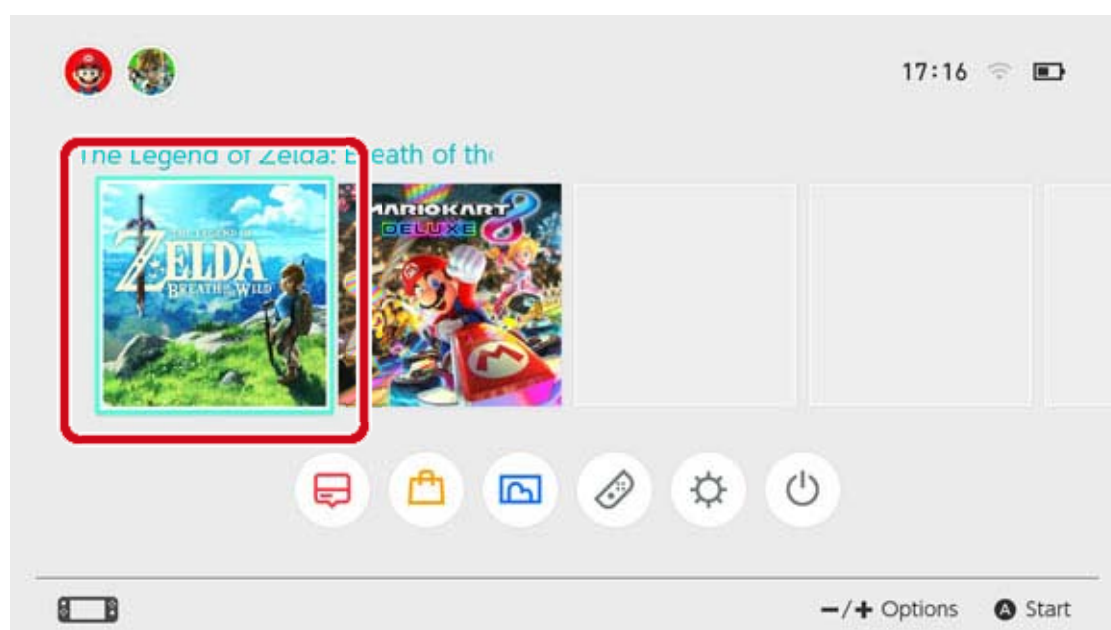 17:16
The Legend of Zelda: Breath of the
THE LEGEND OF
ZELDA
BREATH OF THE WILD
MARIOKART 8
DELUXE
−/+ Options A Start